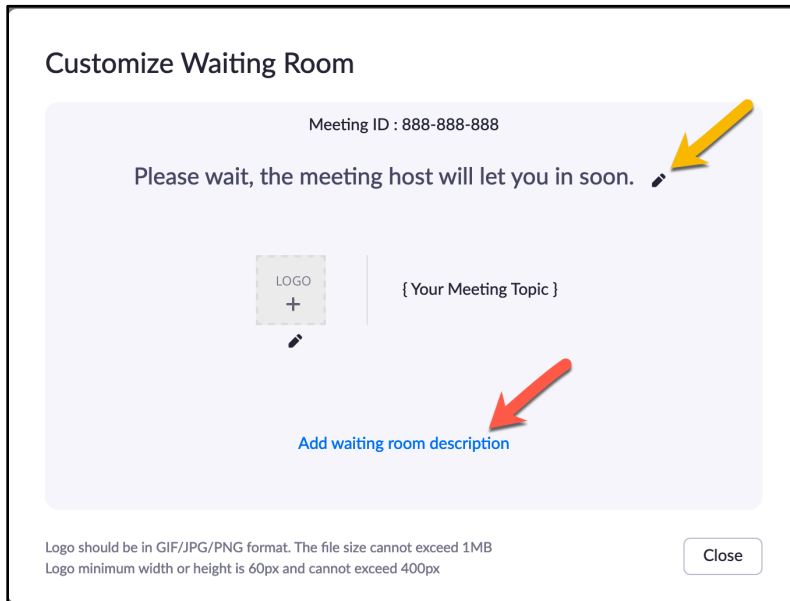 Customize Waiting Room
Meeting ID : 888-888-888
Please wait, the meeting host will let you in soon.
LOGO
+
{ Your Meeting Topic }
Add waiting room description
Logo should be in GIF/JPG/PNG format. The file size cannot exceed 1MB
Logo minimum width or height is 60px and cannot exceed 400px
Close